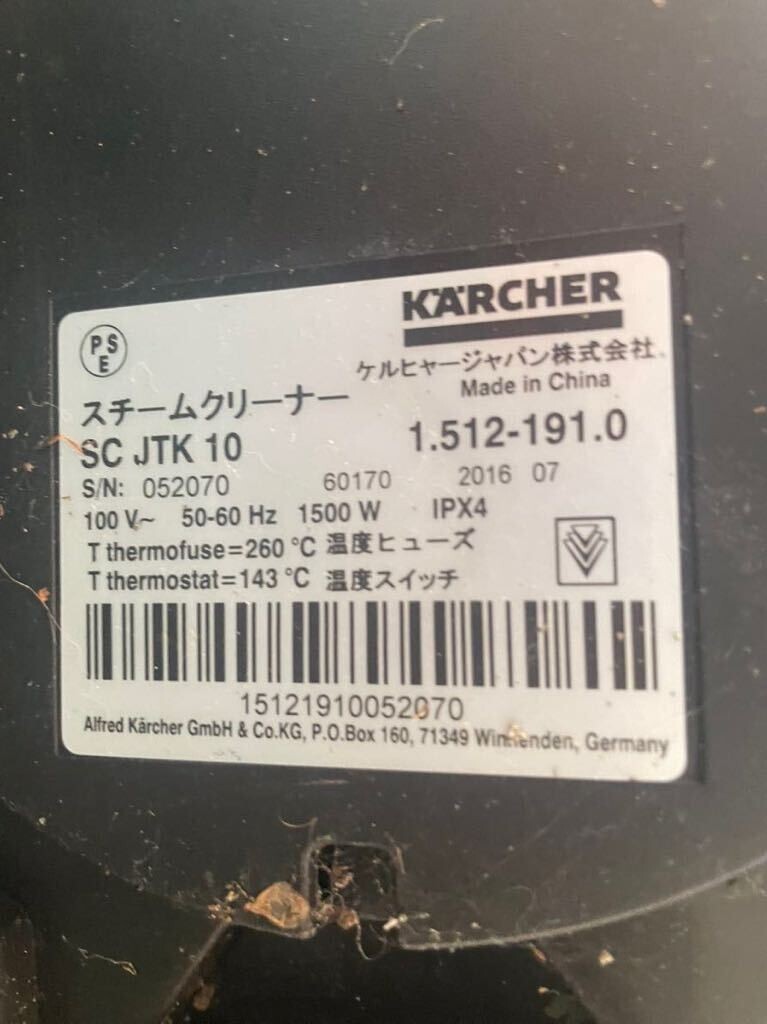 KÄRCHER
PSE
ケルヒャージャパン株式会社
Made in China
スチームクリーナー
SC JTK 10
1.512-191.0
S/N: 052070 60170 2016 07
100 V~ 50-60 Hz 1500 W IPX4
T thermofuse=260 °C 温度ヒューズ
T thermostat=143 °C 温度スイッチ
15121910052070
Alfred Kärcher GmbH & Co.KG, P.O.Box 160, 71349 Winnenden, Germany